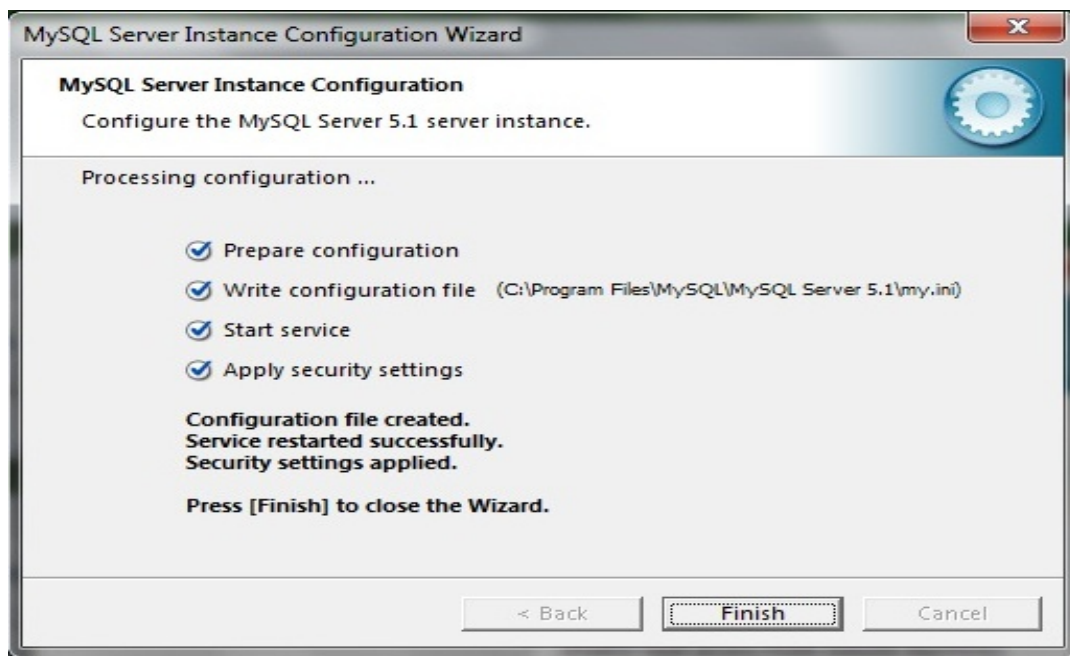 MySQL Server Instance Configuration Wizard
MySQL Server Instance Configuration
Configure the MySQL Server 5.1 server instance.
Processing configuration ...
Prepare configuration
Write configuration file (C:\Program Files\MySQL\MySQL Server 5.1\my.ini)
Start service
Apply security settings
Configuration file created.
Service restarted successfully.
Security settings applied.
Press [Finish] to close the Wizard.
< Back Finish Cancel